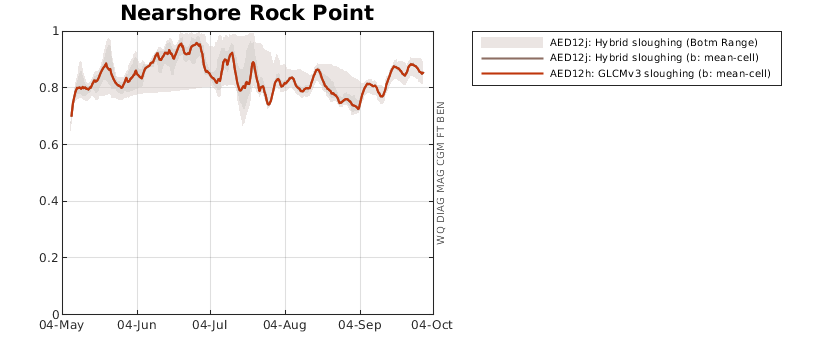 Nearshore Rock Point
1
0.8
0.6
0.4
0.2
0
04-May
04-Jun
04-Jul
04-Aug
04-Sep
04-Oct
WQ DIAG MAG CGM FT BEN
AED12j: Hybrid sloughing (Botm Range)
AED12j: Hybrid sloughing (b: mean-cell)
AED12h: GLCMv3 sloughing (b: mean-cell)